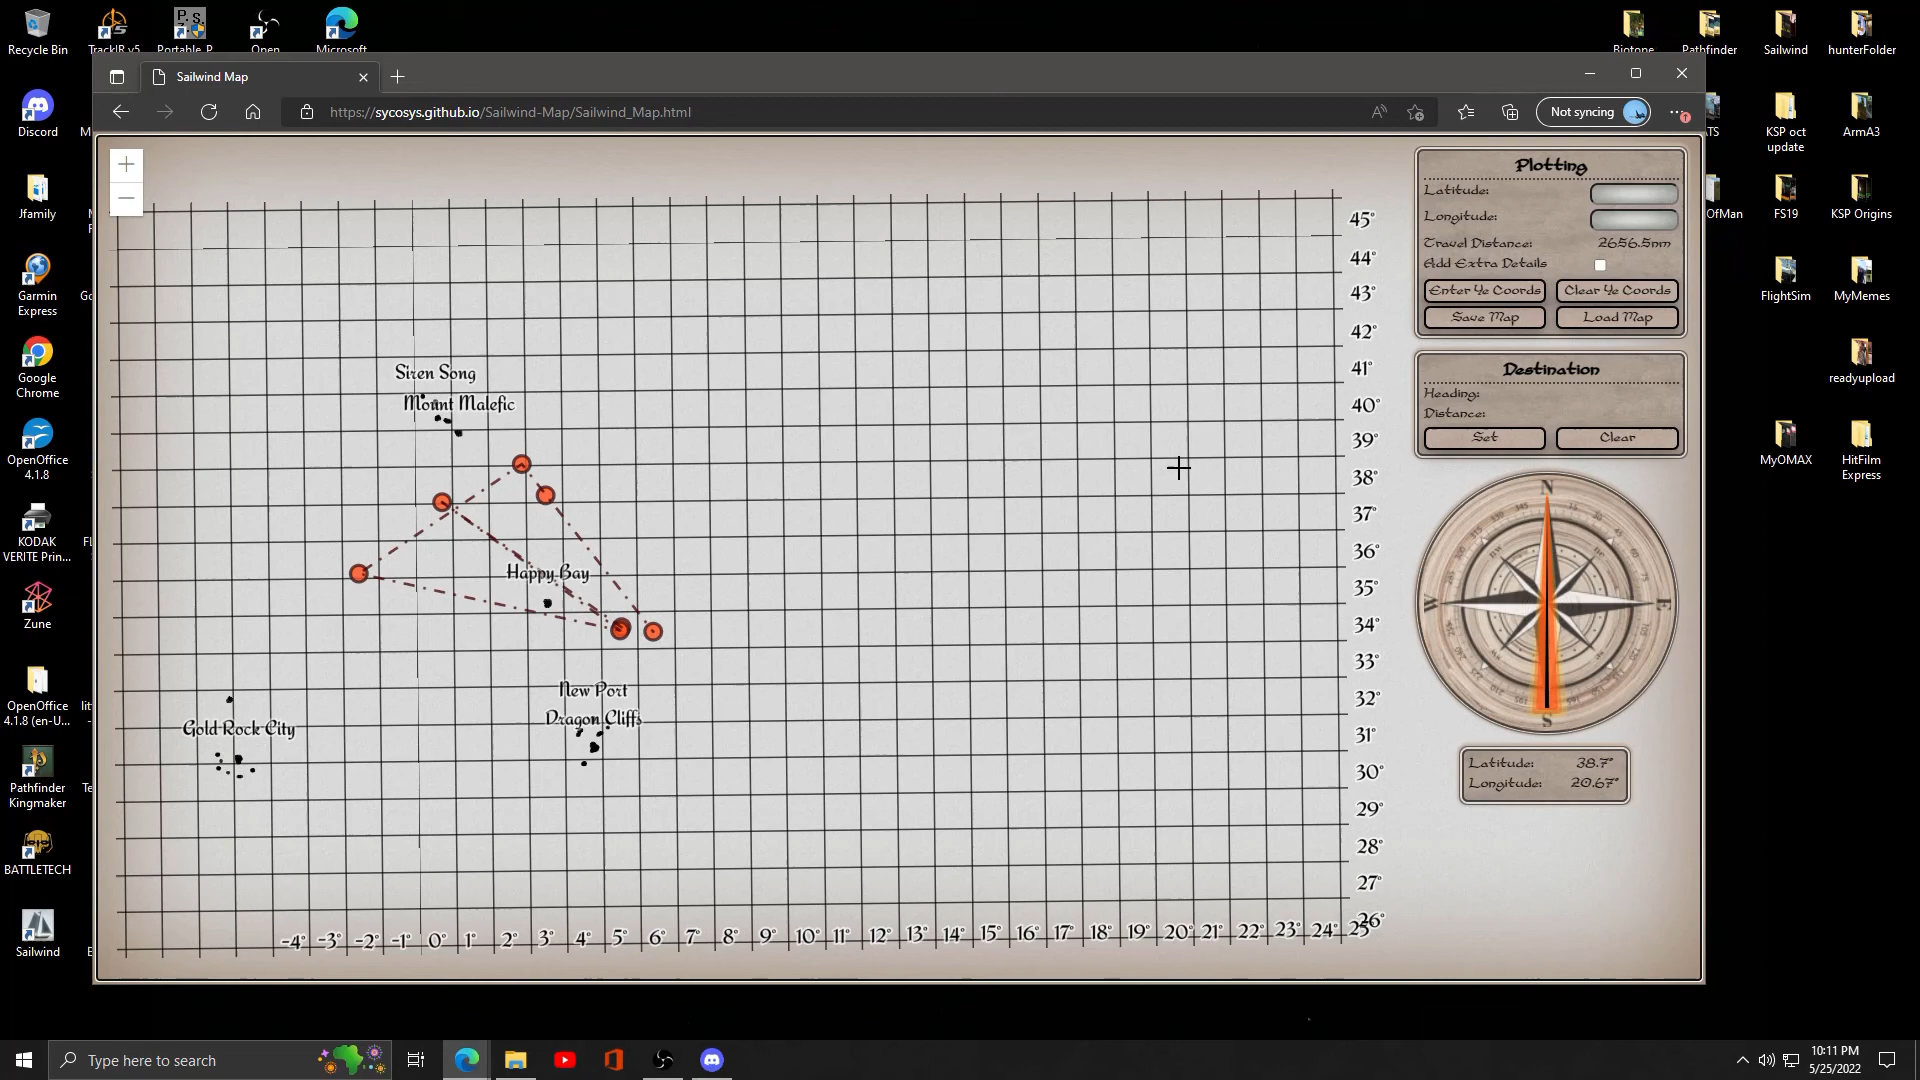 Recycle Bin
TrackIR v5
Portable_P
Open
Microsoft
Biotone
Pathfinder
Sailwind
hunterFolder
Sailwind Map
https://sycosys.github.io/Sailwind-Map/Sailwind_Map.html
Not syncing
Discord
Jfamily
Garmin
Express
Google
Chrome
OpenOffice
4.1.8
KODAK
VERITE Prin...
Zune
OpenOffice
4.1.8 (en-U...
Pathfinder
Kingmaker
BATTLETECH
Sailwind
+
−
Siren Song
Mount Malefic
Happy Bay
New Port
Dragon Cliffs
Gold Rock City
45°
44°
43°
42°
41°
40°
39°
38°
37°
36°
35°
34°
33°
32°
31°
30°
29°
28°
27°
26°
-4° -3° -2° -1° 0° 1° 2° 3° 4° 5° 6° 7° 8° 9° 10° 11° 12° 13° 14° 15° 16° 17° 18° 19° 20° 21° 22° 23° 24° 25°
Plotting
Latitude:
Longitude:
Travel Distance: 2656.5nm
Add Extra Details
Enter Ye Coords Clear Ye Coords
Save Map Load Map
Destination
Heading:
Distance:
Set Clear
N
E
S
W
Latitude: 38.7°
Longitude: 20.67°
KSP oct
update
ArmA3
FS19
KSP Origins
FlightSim
MyMemes
readyupload
MyOMAX
HitFilm
Express
Type here to search
10:11 PM
5/25/2022